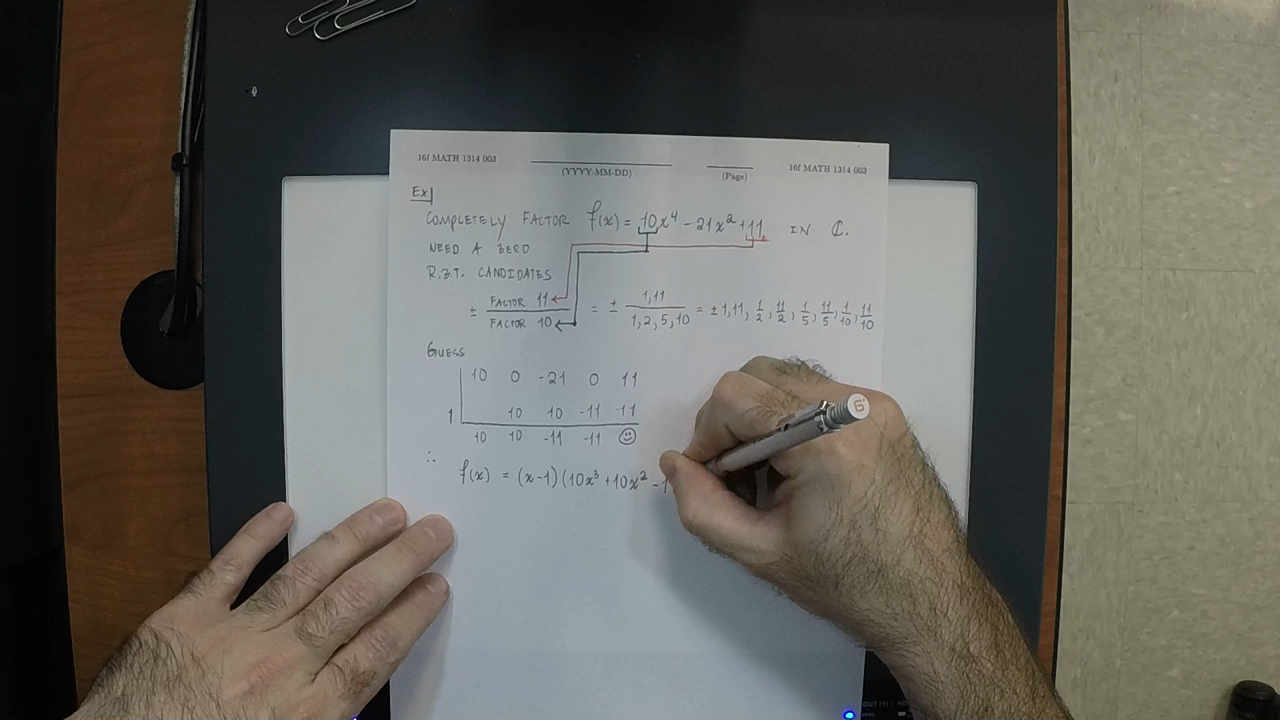 16f MATH 1314 003 (YYYY-MM-DD) (Page) 16f MATH 1314 003
Ex
COMPLETELY FACTOR f(x) = 10x⁴ - 21x² + 11 IN ℂ.
NEED A ZERO
R.Z.T. CANDIDATES
± FACTOR 11 / FACTOR 10 = ± 1, 11 / 1, 2, 5, 10 = ± 1, 11, 1/2, 11/2, 1/5, 11/5, 1/10, 11/10
GUESS
10 0 -21 0 11
1 10 10 -11 -11
10 10 -11 -11 ☺
∴ f(x) = (x-1)(10x³ + 10x² - 1